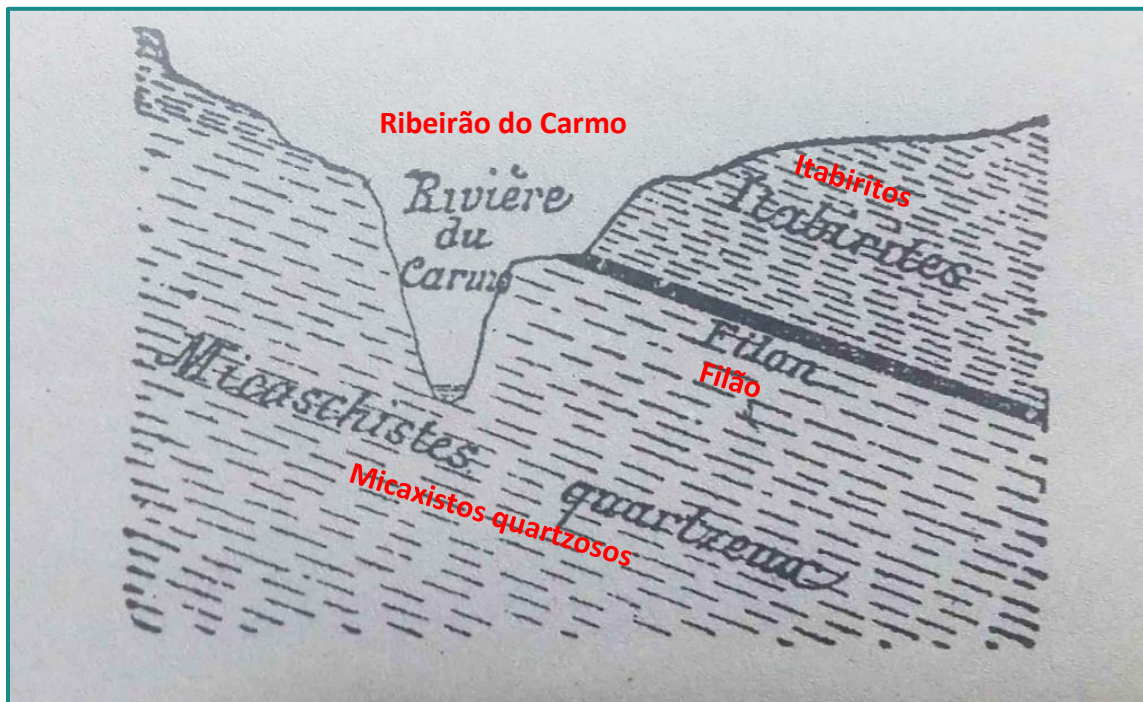 Ribeirão do Carmo
Rivière
du
Carmo
Itabiritos
Itabirites
Filon
Filão
Micaschistes
Micaxistos quartzosos
quartzeux